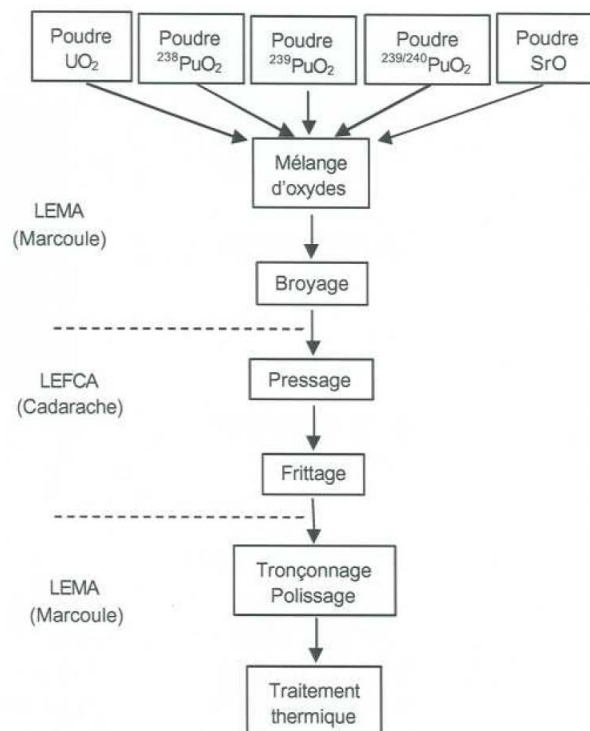 Poudre
UO₂
Poudre
²³⁸PuO₂
Poudre
²³⁹PuO₂
Poudre
²³⁹/²⁴⁰PuO₂
Poudre
SrO
Mélange
d'oxydes
LEMA
(Marcoule)
Broyage
LEFCA
(Cadarache)
Pressage
Frittage
LEMA
(Marcoule)
Tronçonnage
Polissage
Traitement
thermique